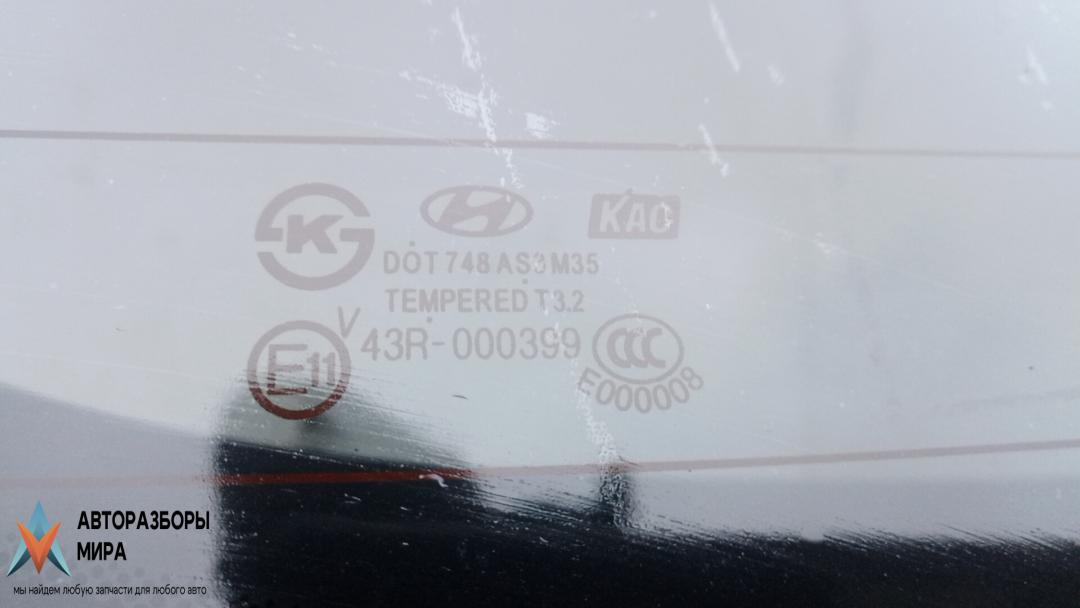 K
H
KAC
DOT 748 AS3 M35
TEMPERED T3.2
V
43R-000399
E11
CCC
E000008
АВТОРАЗБОРЫ
МИРА
мы найдем любую запчасти для любого авто